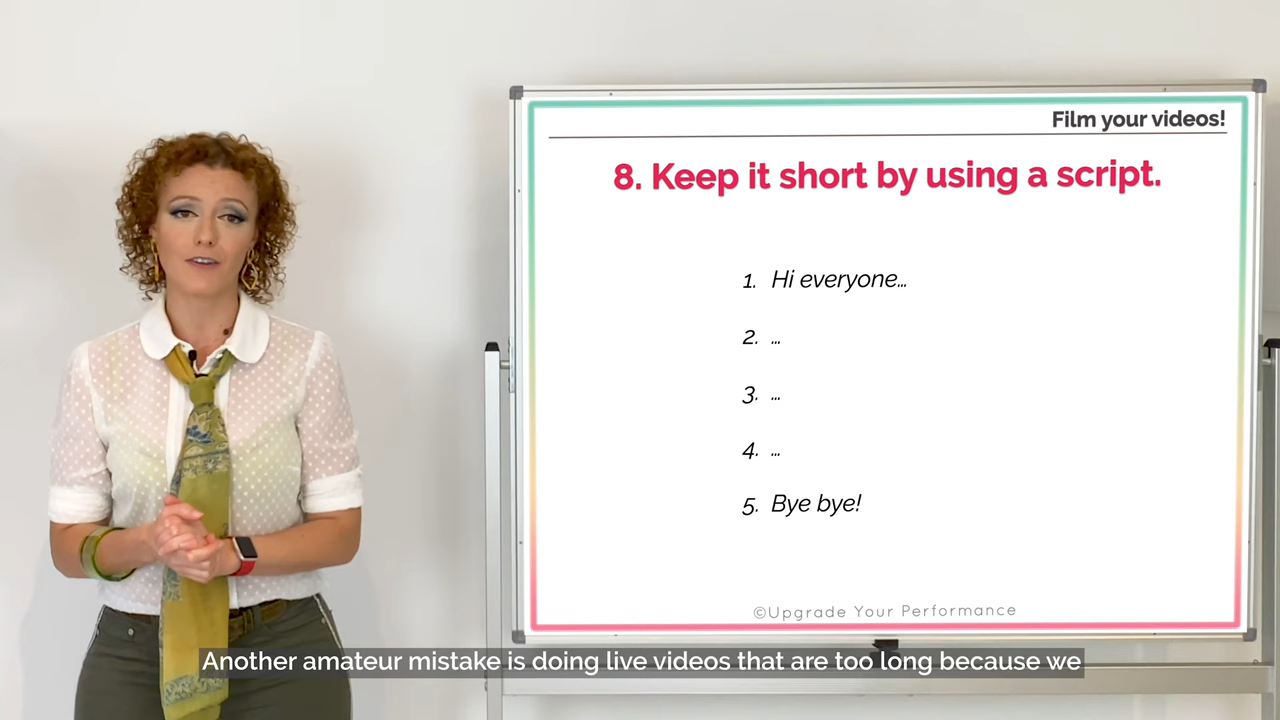 Film your videos!
8. Keep it short by using a script.
1. Hi everyone...
2. ...
3. ...
4. ...
5. Bye bye!
©Upgrade Your Performance
Another amateur mistake is doing live videos that are too long because we